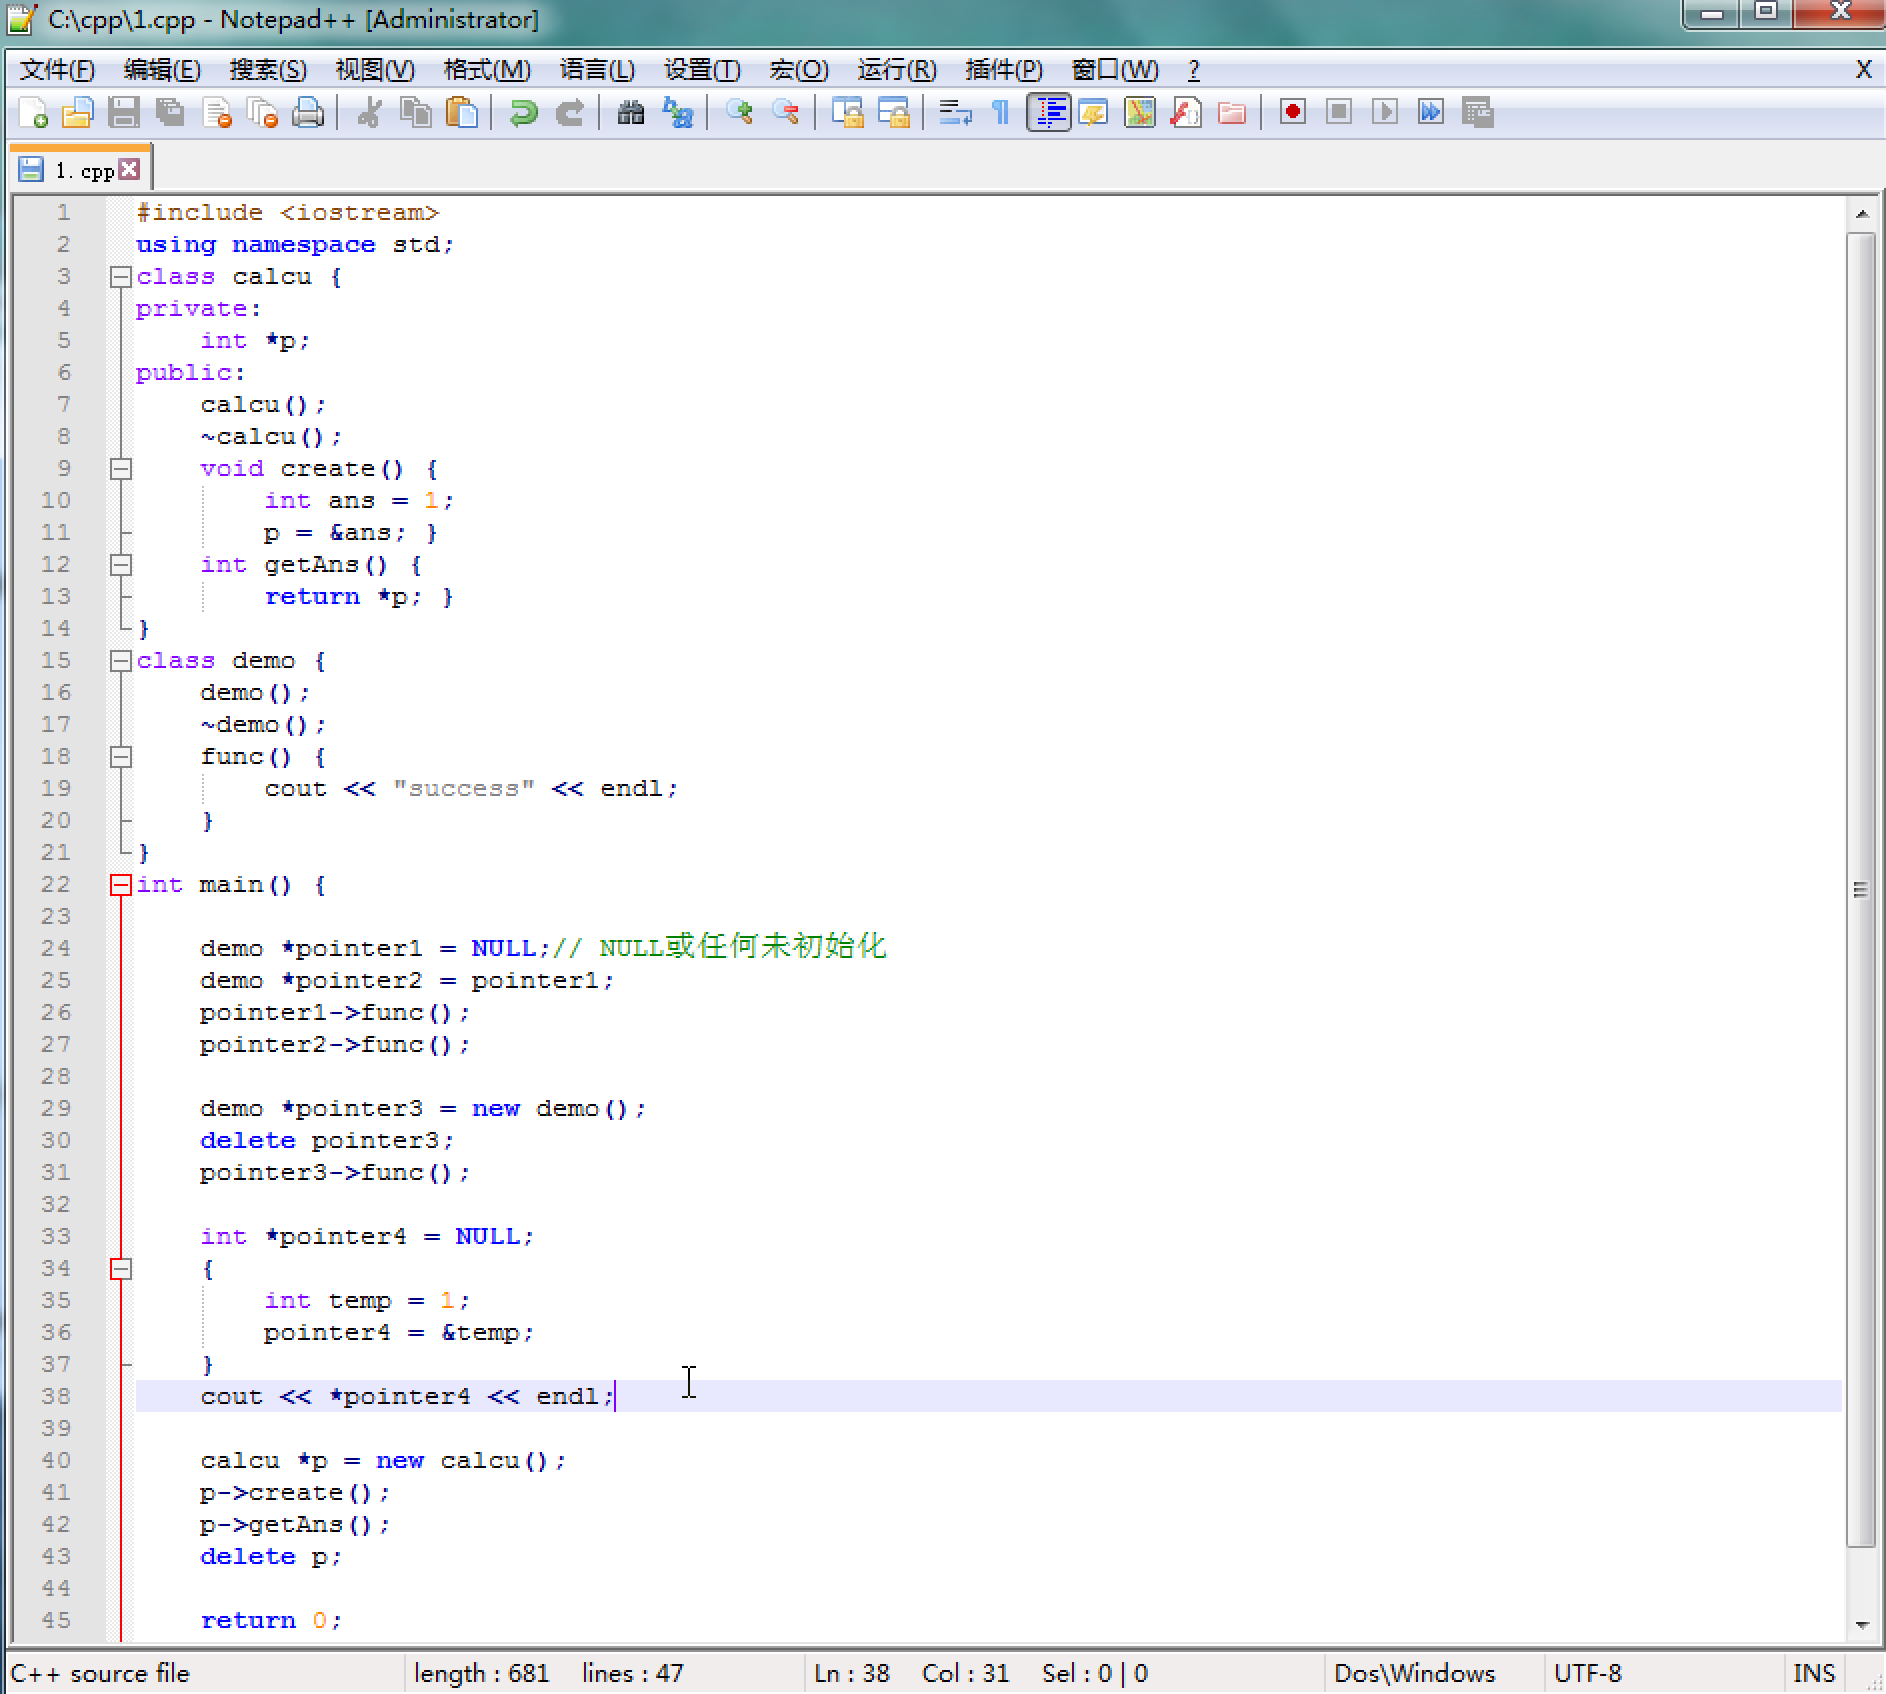 C:\cpp\1.cpp - Notepad++ [Administrator]
文件(F) 编辑(E) 搜索(S) 视图(V) 格式(M) 语言(L) 设置(T) 宏(O) 运行(R) 插件(P) 窗口(W) ? X
1. cpp
1 #include <iostream>
2 using namespace std;
3 class calcu {
4 private:
5     int *p;
6 public:
7     calcu();
8     ~calcu();
9     void create() {
10         int ans = 1;
11         p = &ans; }
12     int getAns() {
13         return *p; }
14 }
15 class demo {
16     demo();
17     ~demo();
18     func() {
19         cout << "success" << endl;
20     }
21 }
22 int main() {
23
24     demo *pointer1 = NULL;// NULL或任何未初始化
25     demo *pointer2 = pointer1;
26     pointer1->func();
27     pointer2->func();
28
29     demo *pointer3 = new demo();
30     delete pointer3;
31     pointer3->func();
32
33     int *pointer4 = NULL;
34     {
35         int temp = 1;
36         pointer4 = &temp;
37     }
38     cout << *pointer4 << endl;
39
40     calcu *p = new calcu();
41     p->create();
42     p->getAns();
43     delete p;
44
45     return 0;
C++ source file length : 681 lines : 47 Ln : 38 Col : 31 Sel : 0 | 0 Dos\Windows UTF-8 INS